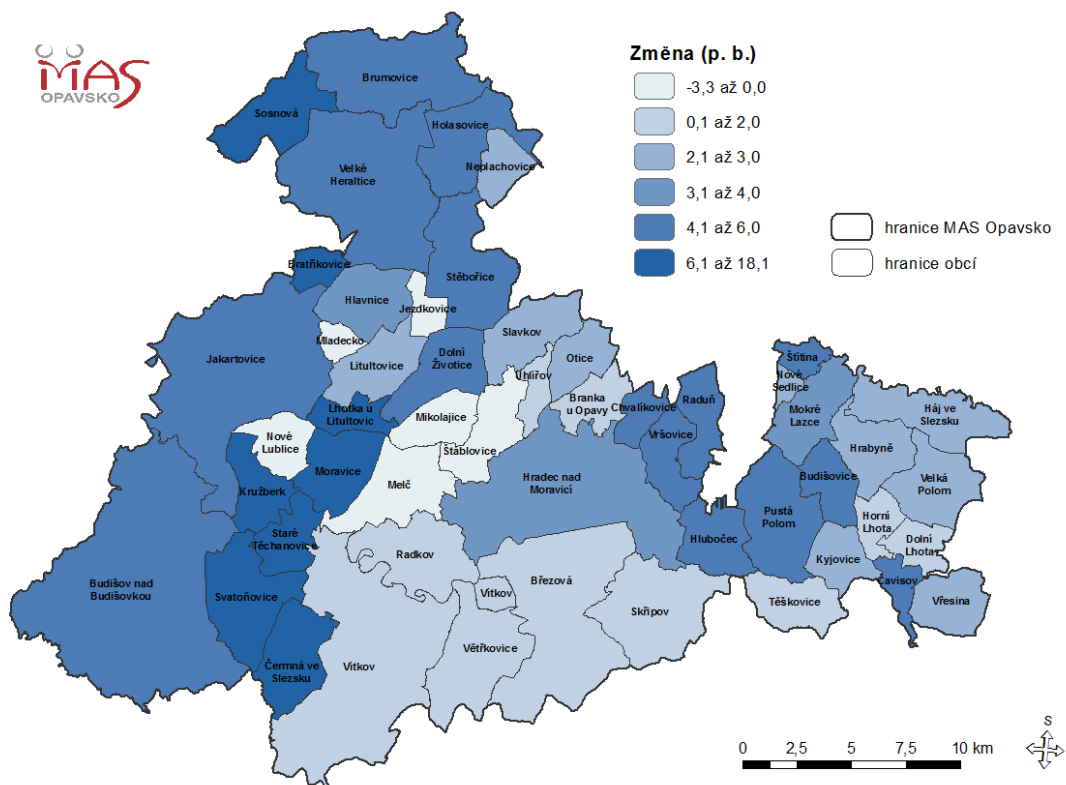 MAS
OPAVSKO
Změna (p. b.)
-3,3 až 0,0
0,1 až 2,0
2,1 až 3,0
3,1 až 4,0
4,1 až 6,0
6,1 až 18,1
hranice MAS Opavsko
hranice obcí
Brumovice
Sosnová
Holasovice
Neplachovice
Velké
Heraltice
Bratříkovice
Stěbořice
Hlavnice
Jezdkovice
Mladecko
Slavkov
Jakartovice
Litultovice
Dolní
Životice
Otice
Úhlířov
Štítina
Nové
Sedlice
Branka
u Opavy
Chvalíkovice
Raduň
Mokré
Lazce
Háj ve
Slezsku
Lhotka u
Litultovic
Mikolajice
Vršovice
Nové
Lublice
Štáblovice
Hrabyně
Moravice
Melč
Hradec nad
Moravicí
Budišovice
Velká
Polom
Kružberk
Pustá
Polom
Horní
Lhota
Staré
Těchanovice
Hlubočec
Dolní
Lhota
Radkov
Kyjovice
Budišov nad
Budišovkou
Svatoňovice
Vítkov
Březová
Čavisov
Skřipov
Těškovice
Vřesina
Větřkovice
Čermná ve
Slezsku
Vítkov
S
0 2,5 5 7,5 10 km